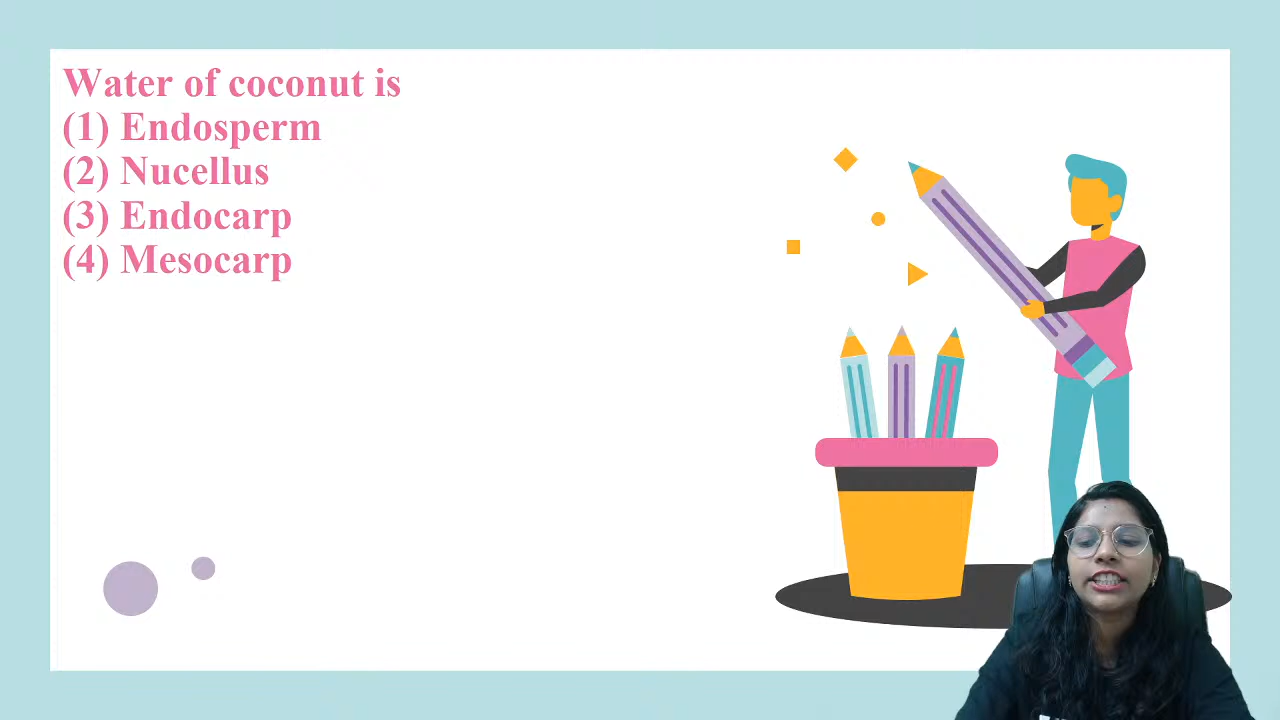 Water of coconut is
(1) Endosperm
(2) Nucellus
(3) Endocarp
(4) Mesocarp